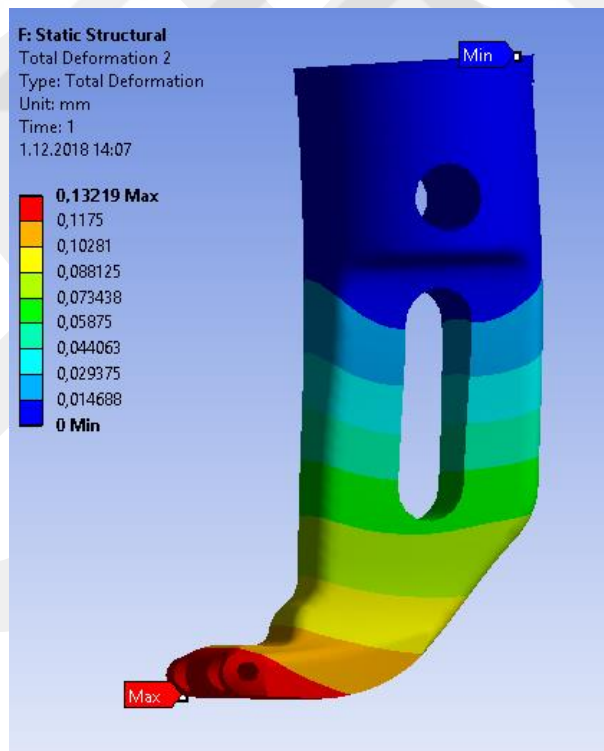 F: Static Structural
Total Deformation 2
Type: Total Deformation
Unit: mm
Time: 1
1.12.2018 14:07
0,13219 Max
0,1175
0,10281
0,088125
0,073438
0,05875
0,044063
0,029375
0,014688
0 Min
Min
Max